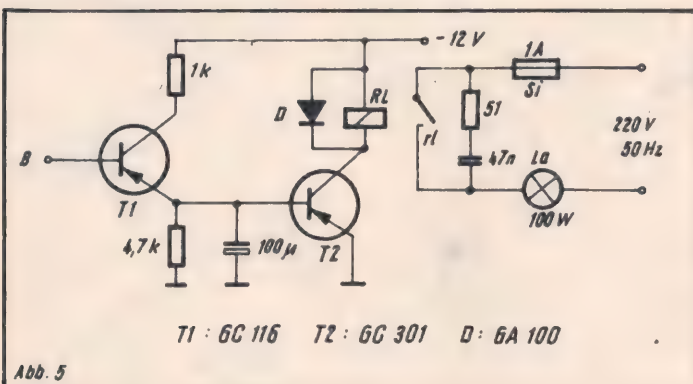 - 12 V
1k
D
RL
1A
Si
rl
51
47n
220 V
50 Hz
La
100 W
B
T1
4,7k
100 µ
T2
T1 : GC 116 T2 : GC 301 D : GA 100
Abb. 5